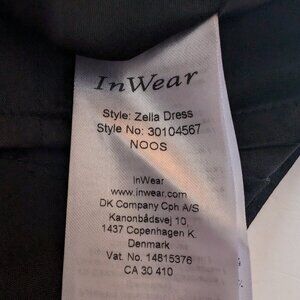 InWear
Style: Zella Dress
Style No: 30104567
NOOS
InWear
www.inwear.com
DK Company Cph A/S
Kanonbådsvej 10,
1437 Copenhagen K.
Denmark
Vat. No. 14815376
CA 30 410